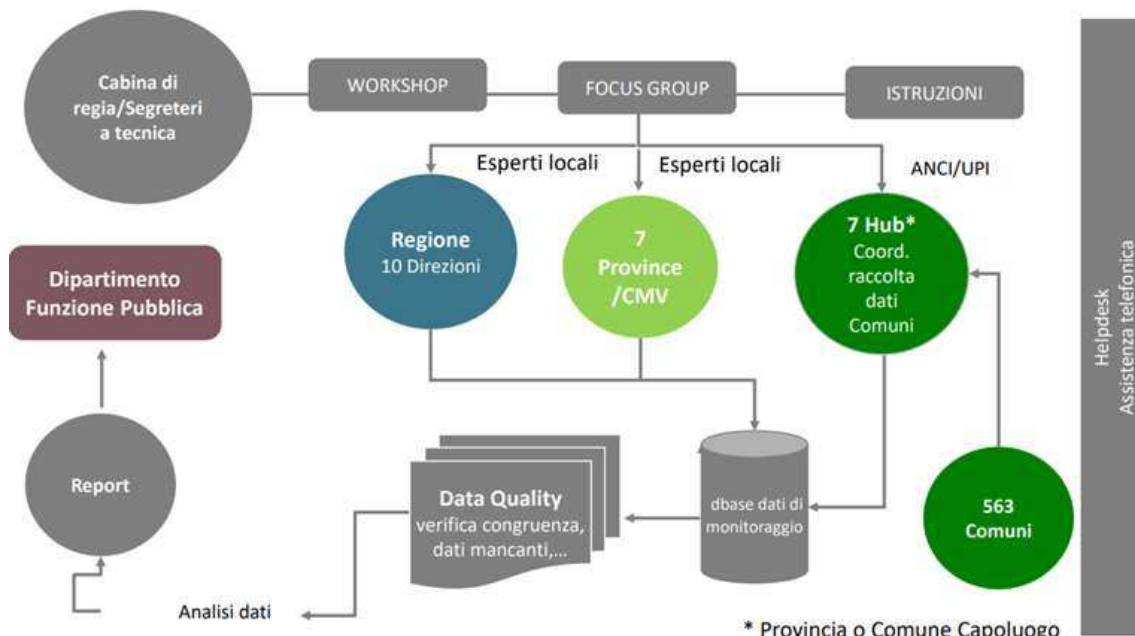 Cabina di
regia/Segreteri
a tecnica
WORKSHOP
FOCUS GROUP
ISTRUZIONI
Esperti locali
Esperti locali
ANCI/UPI
Regione
10 Direzioni
7
Province
/CMV
7 Hub*
Coord.
raccolta
dati
Comuni
Dipartimento
Funzione Pubblica
Report
Data Quality
verifica congruenza,
dati mancanti,...
dbase dati di
monitoraggio
563
Comuni
Analisi dati
* Provincia o Comune Capoluogo
Helpdesk
Assistenza telefonica